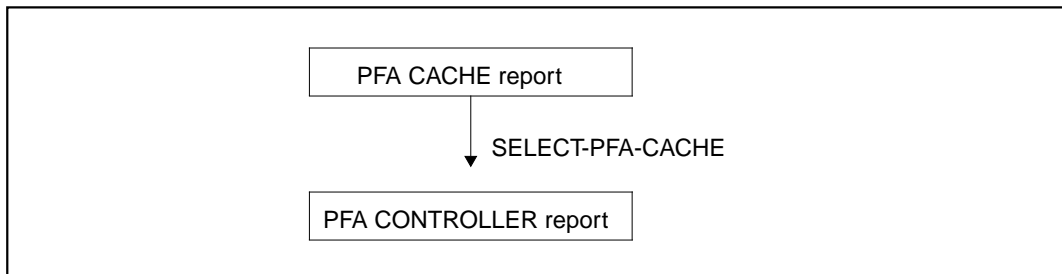 PFA CACHE report
SELECT-PFA-CACHE
PFA CONTROLLER report